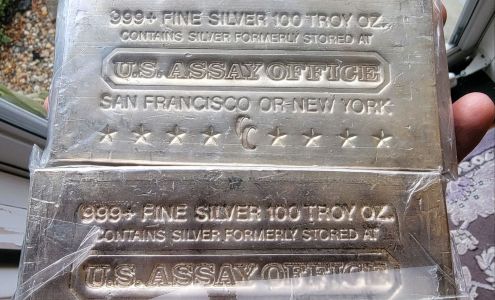 999+ FINE SILVER 100 TROY OZ.
CONTAINS SILVER FORMERLY STORED AT
U.S. ASSAY OFFICE
SAN FRANCISCO OR NEW YORK
CC
999+ FINE SILVER 100 TROY OZ.
CONTAINS SILVER FORMERLY STORED AT
U.S. ASSAY OFFICE